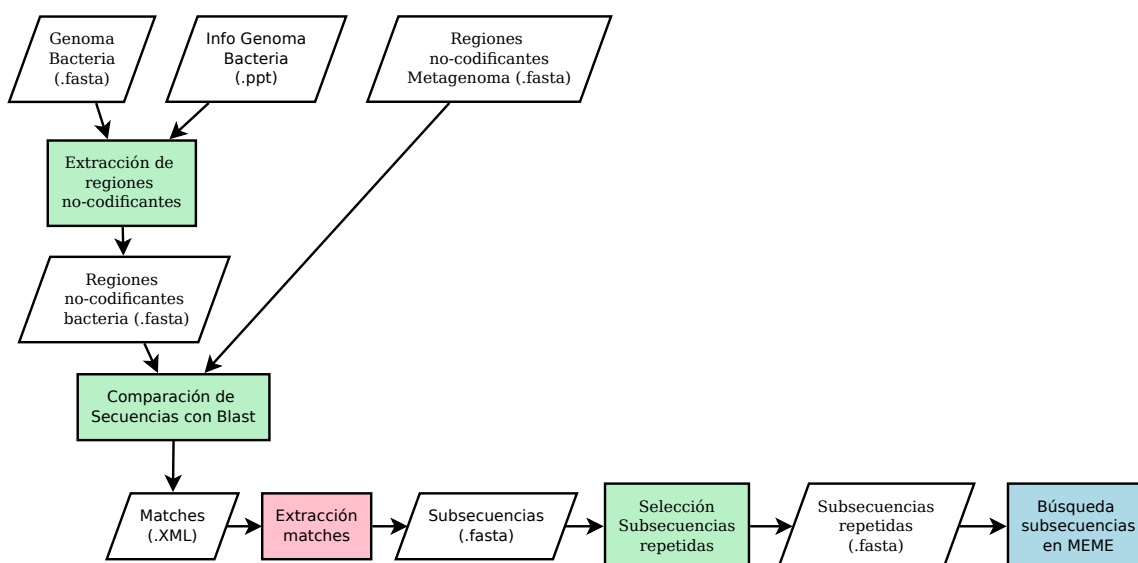 Genoma
Bacteria
(.fasta)
Info Genoma
Bacteria
(.ppt)
Regiones
no-codificantes
Metagenoma (.fasta)
Extracción de
regiones
no-codificantes
Regiones
no-codificantes
bacteria (.fasta)
Comparación de
Secuencias con Blast
Matches
(.XML)
Extracción
matches
Subsecuencias
(.fasta)
Selección
Subsecuencias
repetidas
Subsecuencias
repetidas
(.fasta)
Búsqueda
subsecuencias
en MEME